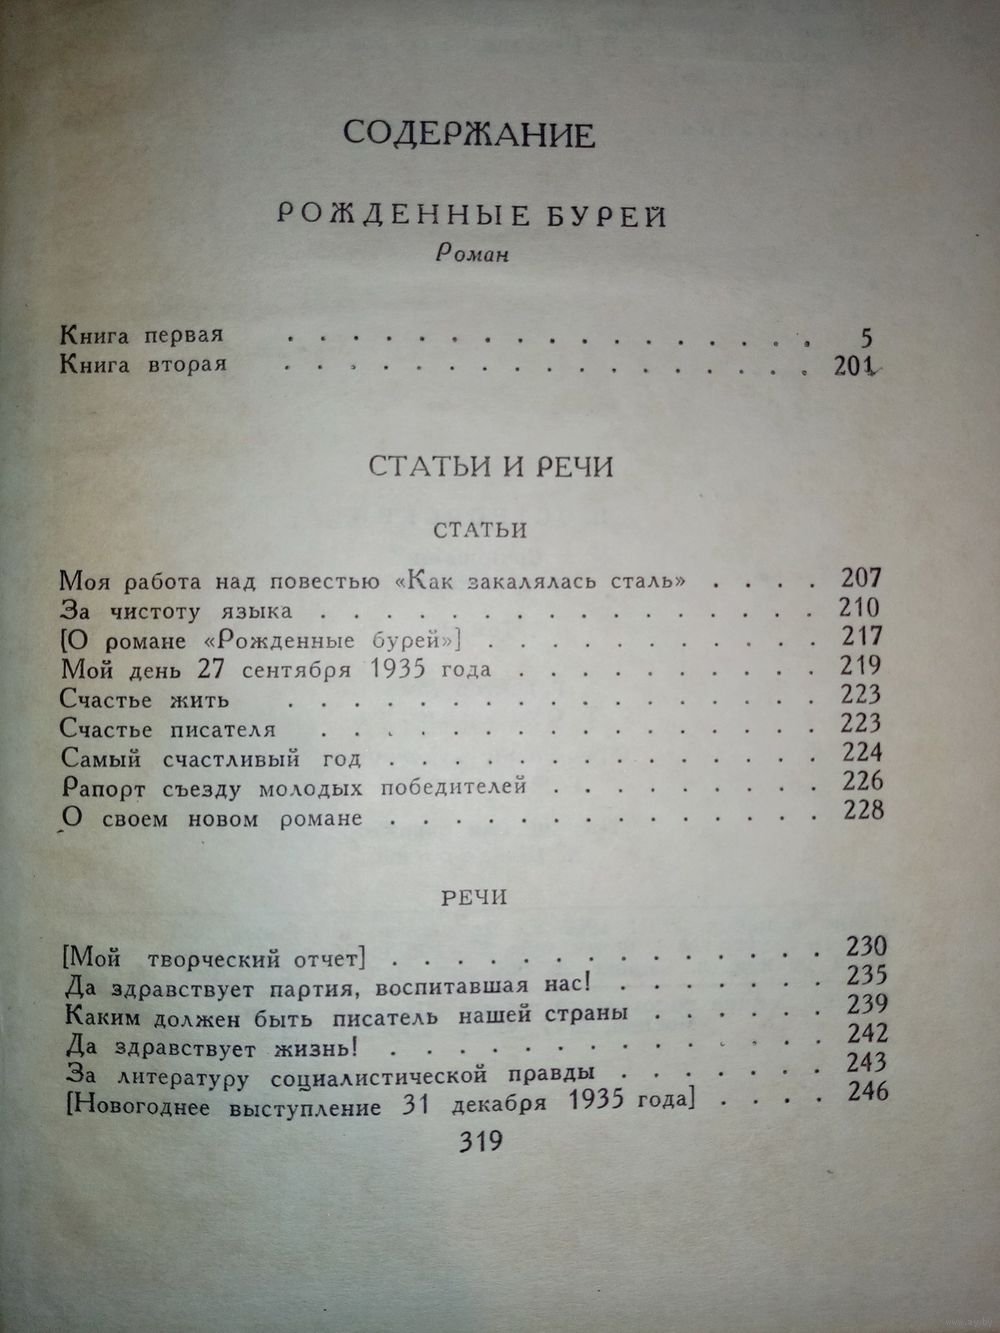 СОДЕРЖАНИЕ
РОЖДЕННЫЕ БУРЕЙ
Роман
Книга первая . . . . . . . . . . . . . . . . . 5
Книга вторая . . . . . . . . . . . . . . . . . 201
СТАТЬИ И РЕЧИ
СТАТЬИ
Моя работа над повестью «Как закалялась сталь» . . . . 207
За чистоту языка . . . . . . . . . . . . . . . . 210
[О романе «Рожденные бурей»] . . . . . . . . . . . 217
Мой день 27 сентября 1935 года . . . . . . . . . . 219
Счастье жить . . . . . . . . . . . . . . . . . 223
Счастье писателя . . . . . . . . . . . . . . . . 223
Самый счастливый год . . . . . . . . . . . . . . 224
Рапорт съезду молодых победителей . . . . . . . . . 226
О своем новом романе . . . . . . . . . . . . . . 228
РЕЧИ
[Мой творческий отчет] . . . . . . . . . . . . . . 230
Да здравствует партия, воспитавшая нас! . . . . . . . 235
Каким должен быть писатель нашей страны . . . . . . 239
Да здравствует жизнь! . . . . . . . . . . . . . . 242
За литературу социалистической правды . . . . . . . 243
[Новогоднее выступление 31 декабря 1935 года] . . . . 246
319